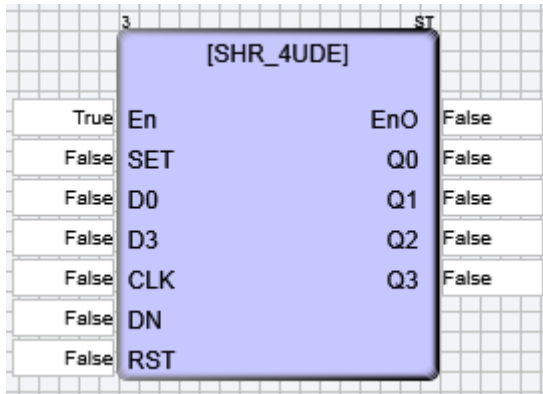 3 ST
[SHR_4UDE]
True En EnO False
False SET Q0 False
False D0 Q1 False
False D3 Q2 False
False CLK Q3 False
False DN
False RST